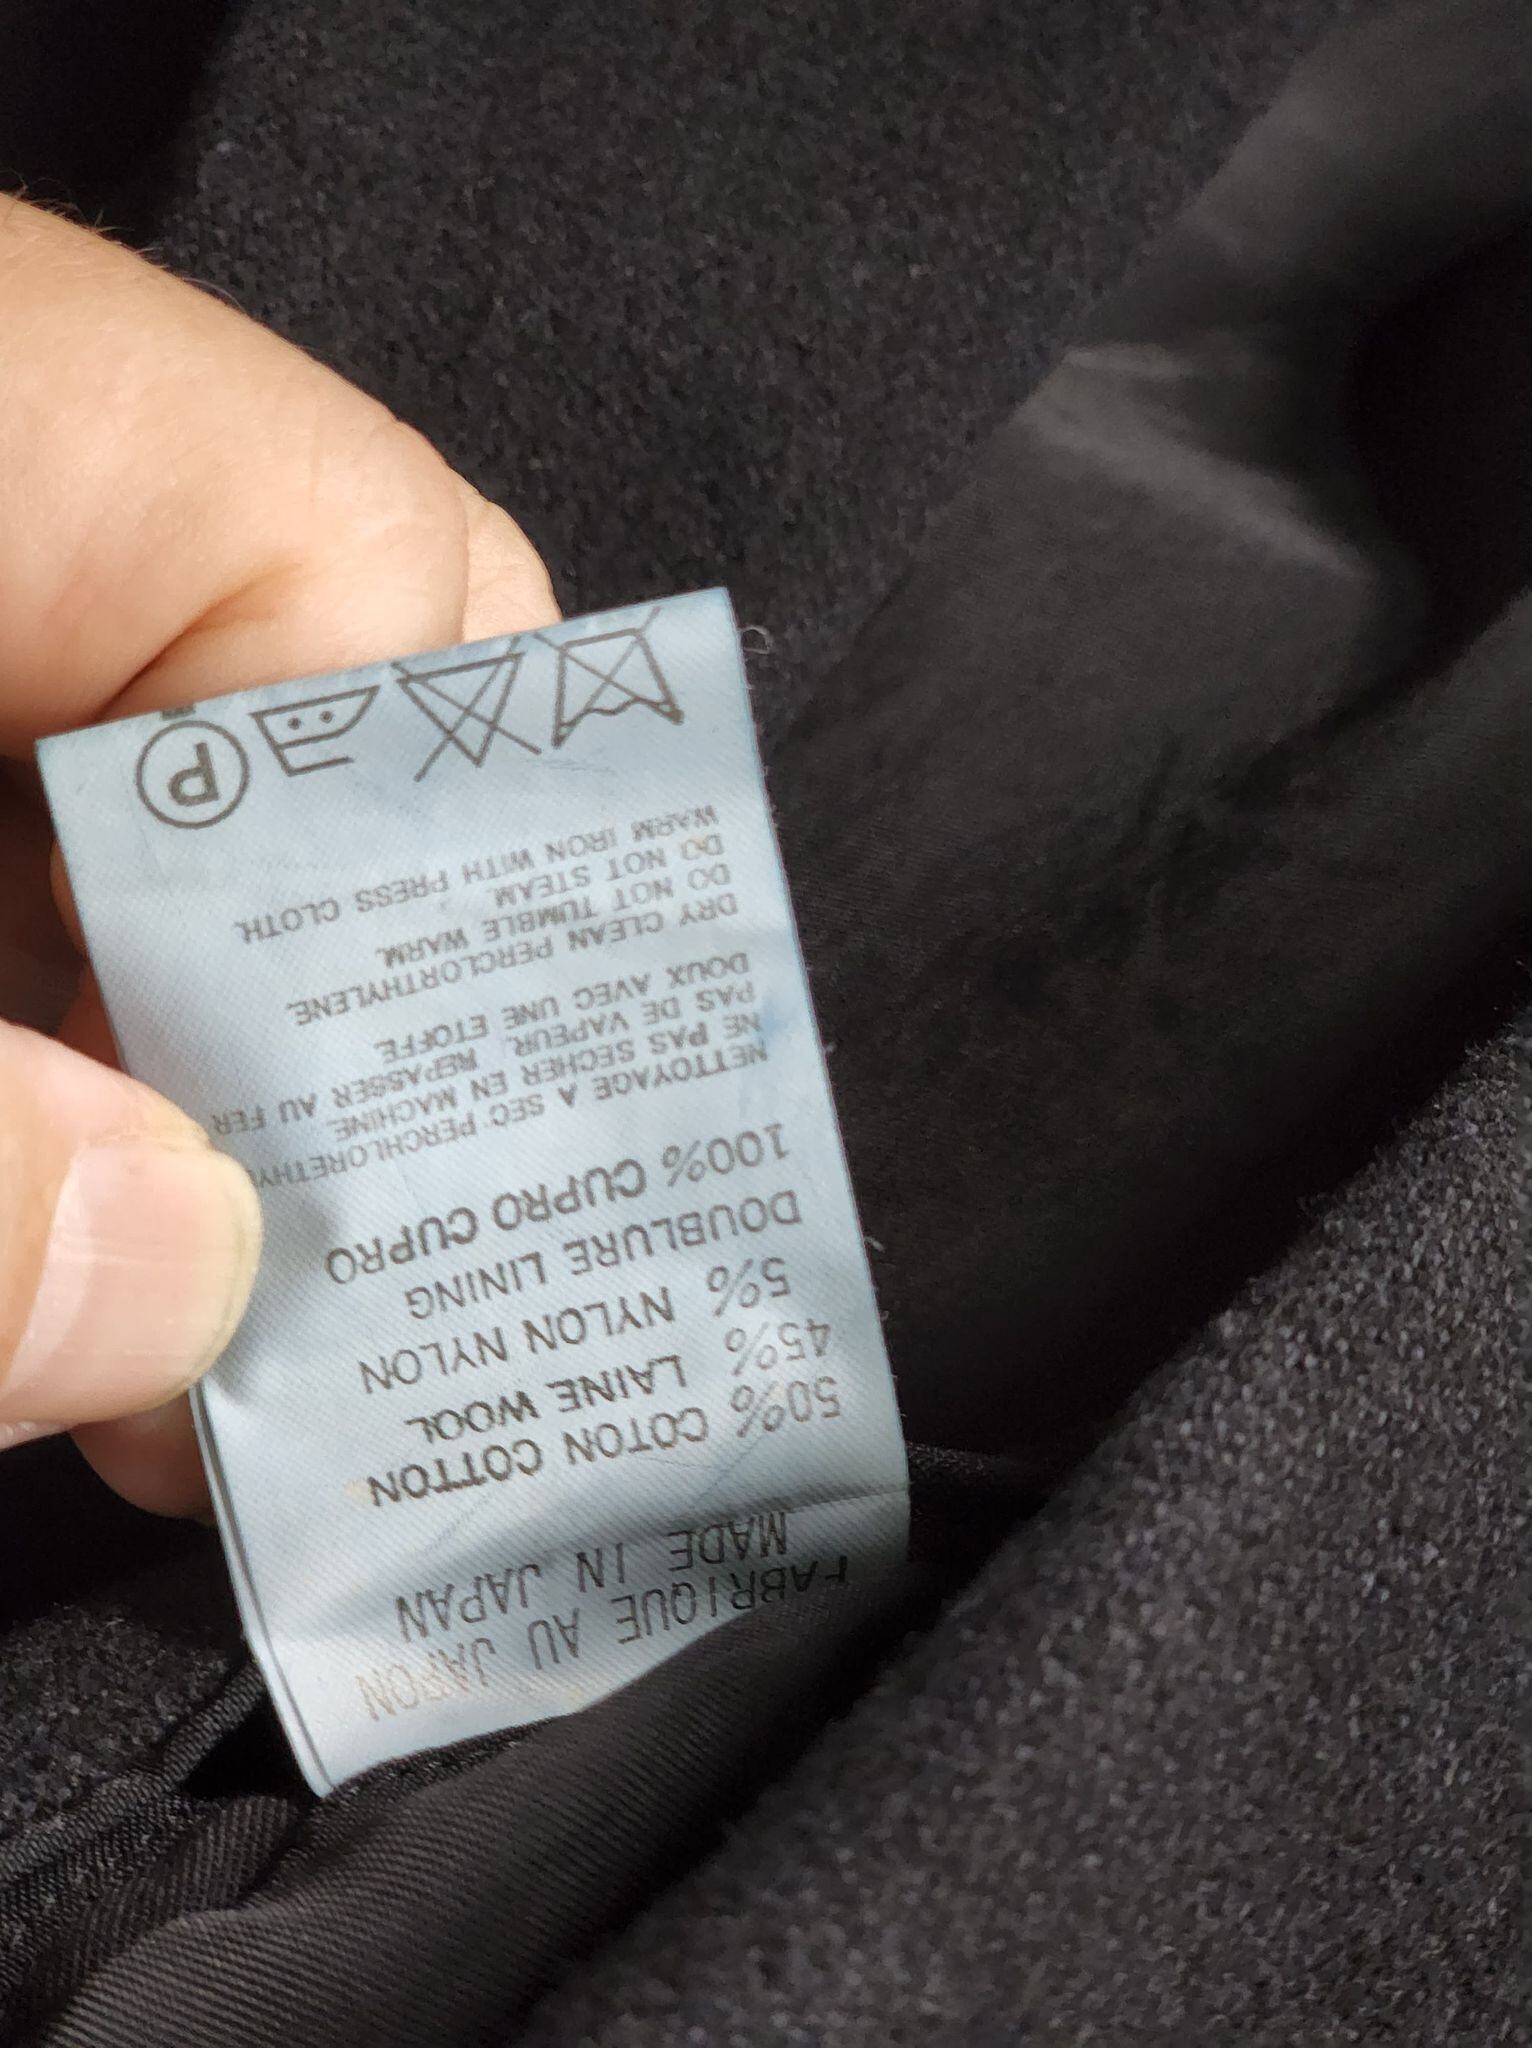 FABRIQUE AU JAPON
MADE IN JAPAN
50% COTON COTTON
45% LAINE WOOL
5% NYLON NYLON
DOUBLURE LINING
100% CUPRO CUPRO
NETTOYAGE A SEC PERCHLORETHY
NE PAS SECHER EN MACHINE.
PAS DE VAPEUR. REPASSER AU FER
DOUX AVEC UNE ETOFFE.
DRY CLEAN PERCLORTHYLENE.
DO NOT TUMBLE WARM.
DO NOT STEAM.
WARM IRON WITH PRESS CLOTH.
P